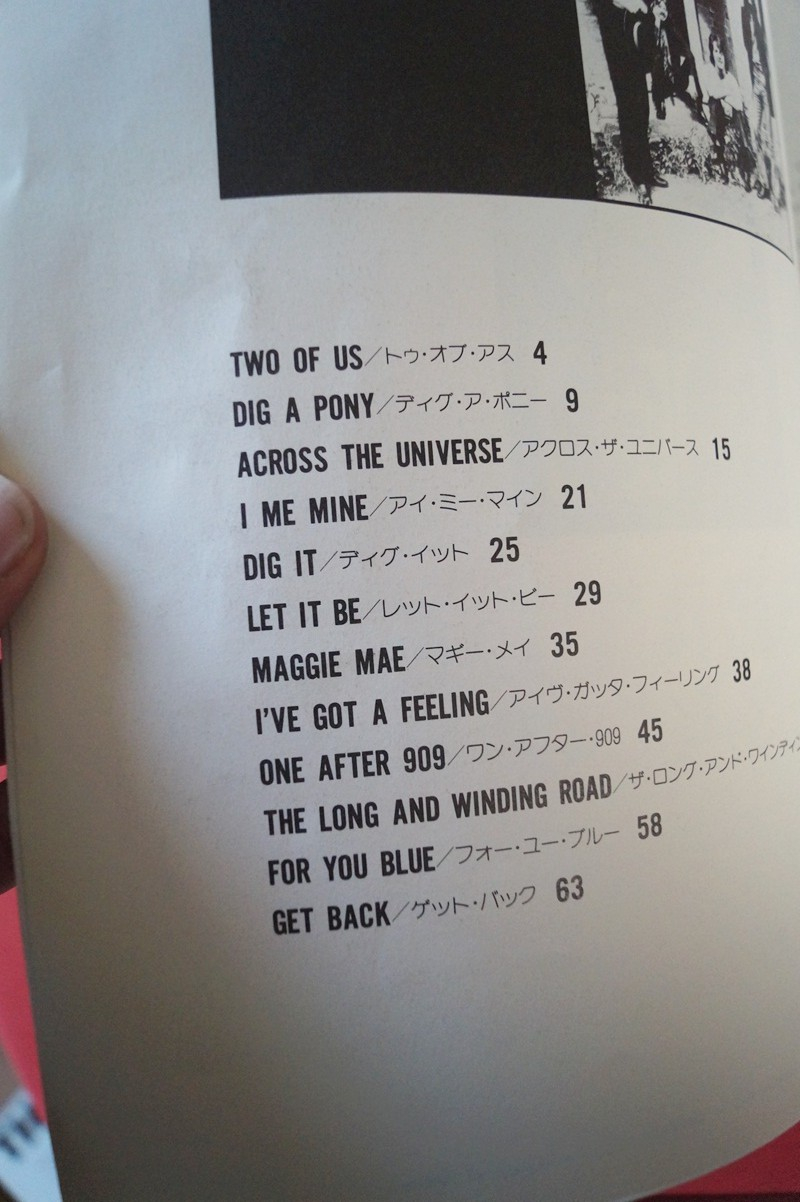 TWO OF US／トゥ・オブ・アス 4
DIG A PONY／ディグ・ア・ポニー 9
ACROSS THE UNIVERSE／アクロス・ザ・ユニバース 15
I ME MINE／アイ・ミー・マイン 21
DIG IT／ディグ・イット 25
LET IT BE／レット・イット・ビー 29
MAGGIE MAE／マギー・メイ 35
I'VE GOT A FEELING／アイヴ・ガッタ・フィーリング 38
ONE AFTER 909／ワン・アフター・909 45
THE LONG AND WINDING ROAD／ザ・ロング・アンド・ワインディン
FOR YOU BLUE／フォー・ユー・ブルー 58
GET BACK／ゲット・バック 63